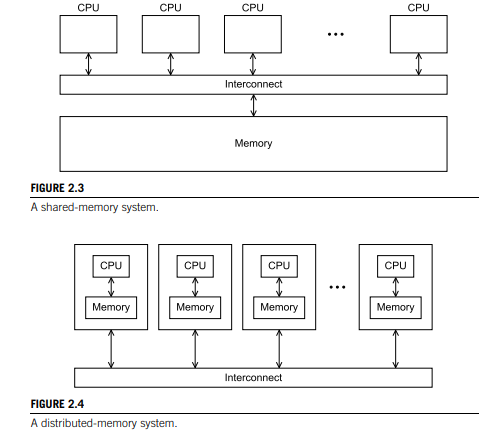 CPU CPU CPU CPU
...
Interconnect
Memory
FIGURE 2.3
A shared-memory system.
CPU CPU CPU CPU
...
Memory Memory Memory Memory
Interconnect
FIGURE 2.4
A distributed-memory system.